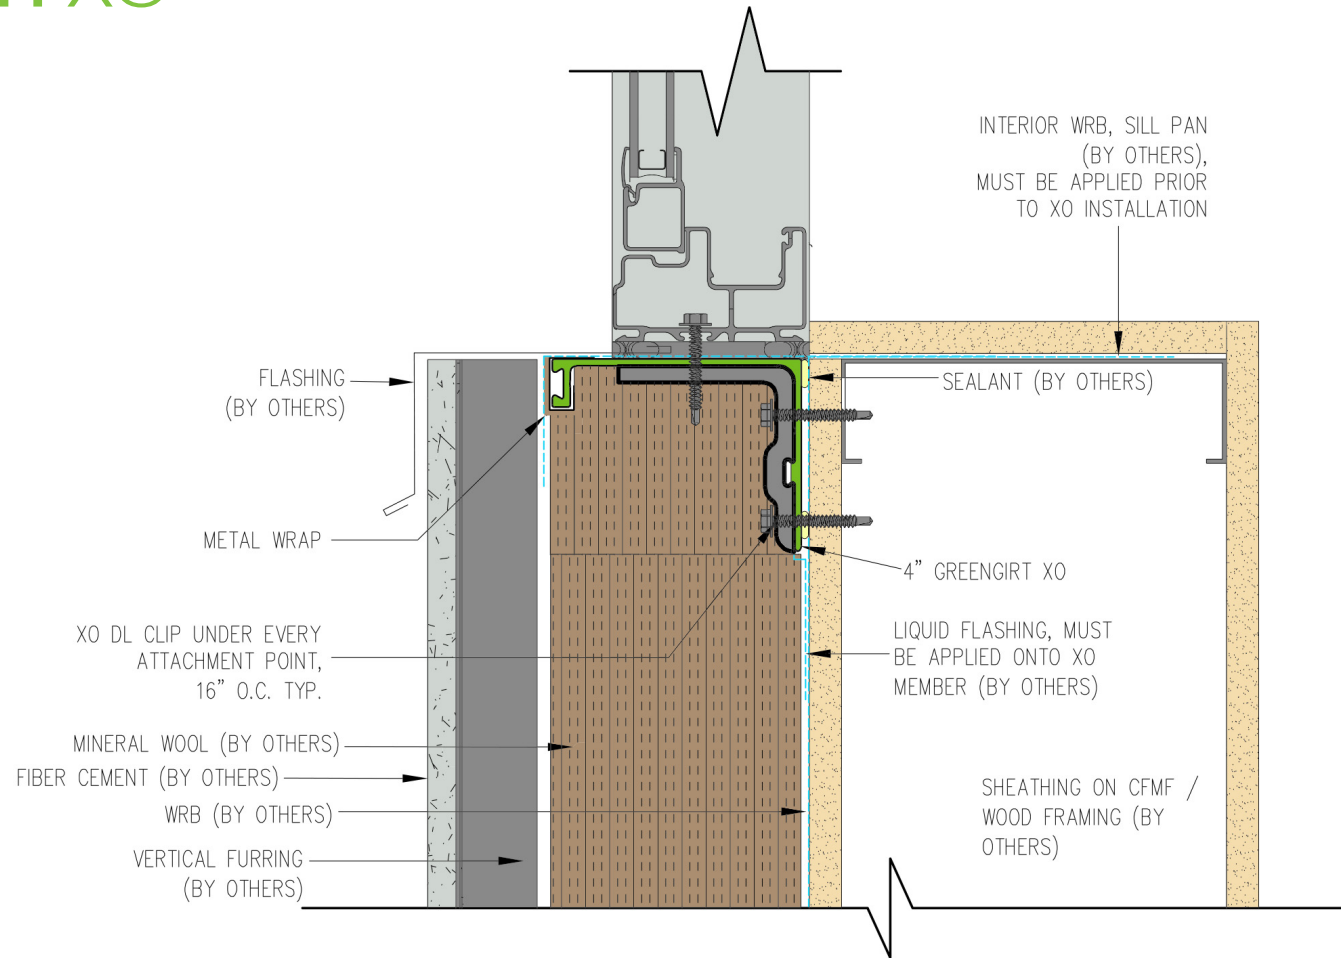 XO
INTERIOR WRB, SILL PAN
(BY OTHERS),
MUST BE APPLIED PRIOR
TO XO INSTALLATION
FLASHING
(BY OTHERS)
SEALANT (BY OTHERS)
METAL WRAP
4” GREENGIRT XO
XO DL CLIP UNDER EVERY
ATTACHMENT POINT,
16” O.C. TYP.
LIQUID FLASHING, MUST
BE APPLIED ONTO XO
MEMBER (BY OTHERS)
MINERAL WOOL (BY OTHERS)
FIBER CEMENT (BY OTHERS)
WRB (BY OTHERS)
VERTICAL FURRING
(BY OTHERS)
SHEATHING ON CFMF /
WOOD FRAMING (BY
OTHERS)